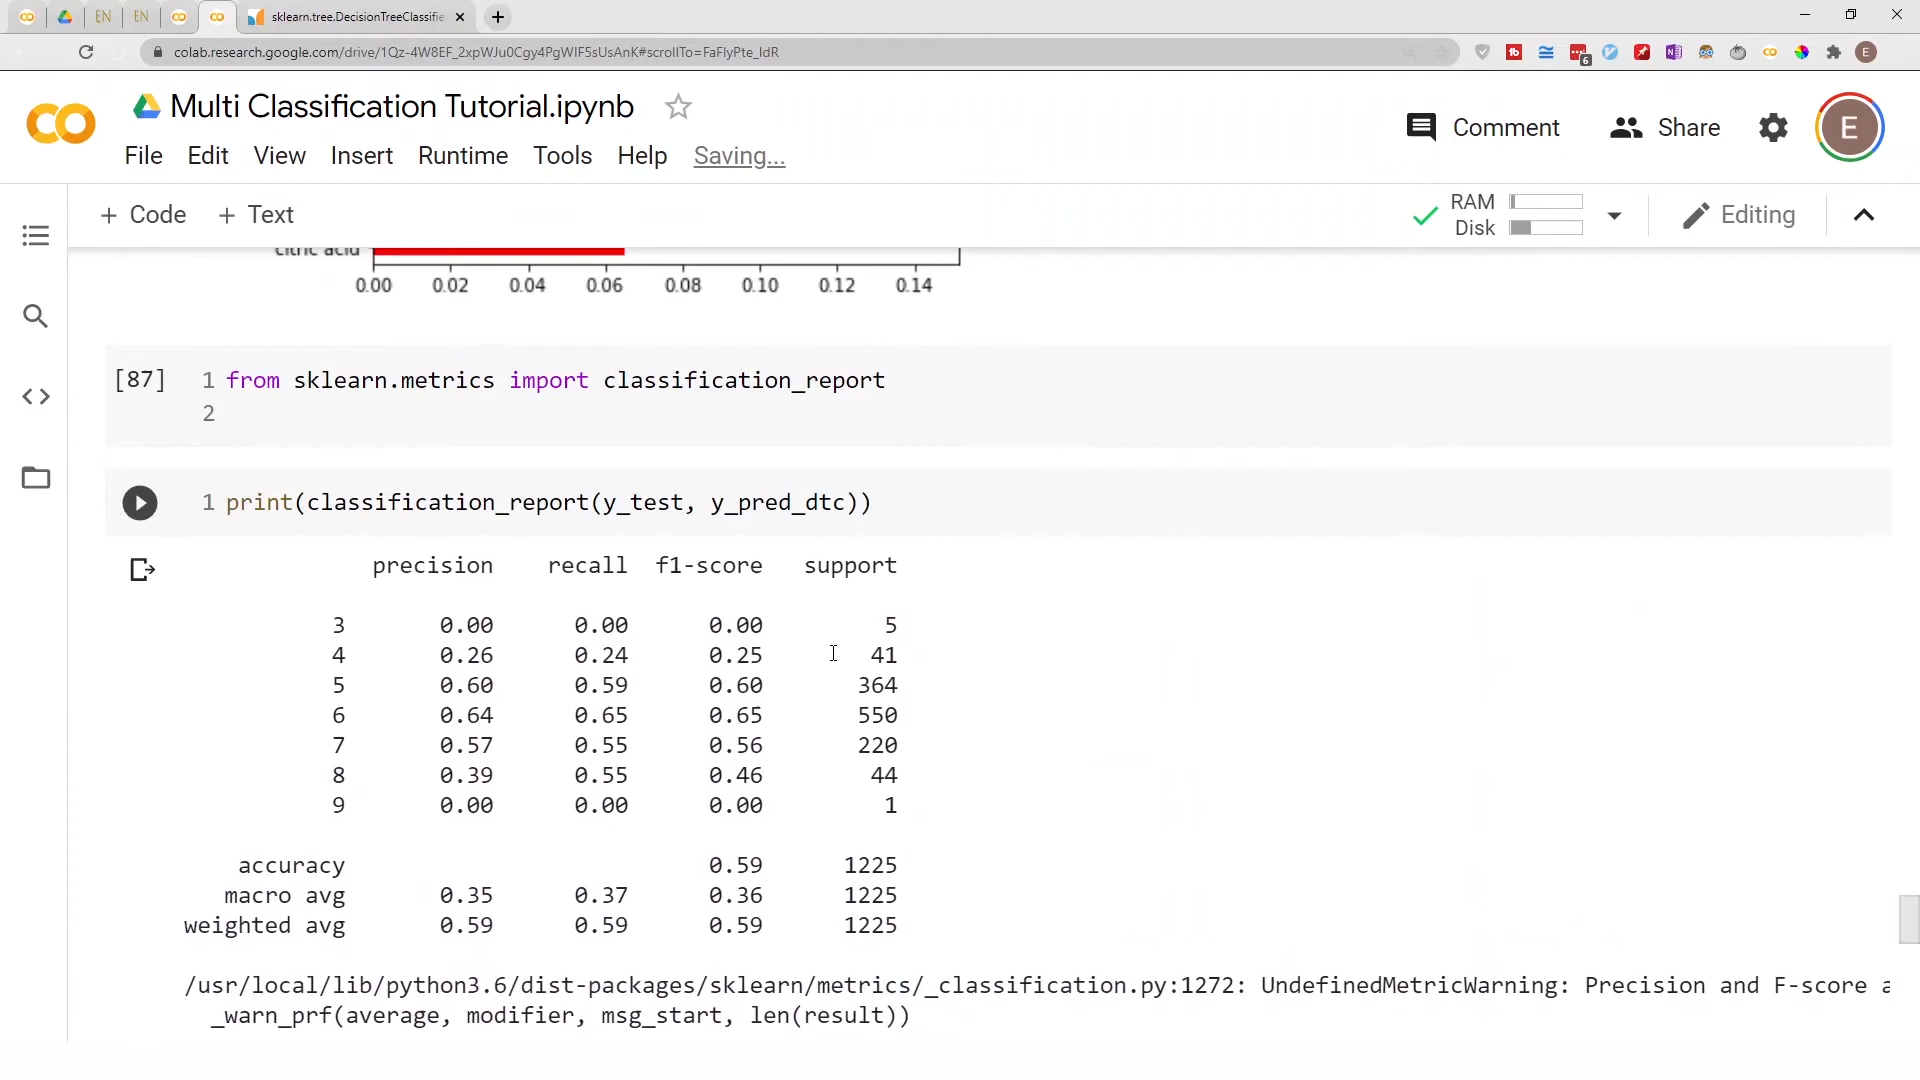 EN EN sklearn.tree.DecisionTreeClassifie
colab.research.google.com/drive/1Qz-4W8EF_2xpWJu0Cgy4PgWIF5sUsAnK#scrollTo=FaFlyPte_ldR
6
E
CO
Multi Classification Tutorial.ipynb
Comment Share E
File Edit View Insert Runtime Tools Help Saving...
+ Code + Text
RAM
Disk
Editing
citric acid
0.00 0.02 0.04 0.06 0.08 0.10 0.12 0.14
[87] 1 from sklearn.metrics import classification_report
2
1 print(classification_report(y_test, y_pred_dtc))
precision recall f1-score support
3 0.00 0.00 0.00 5
4 0.26 0.24 0.25 41
5 0.60 0.59 0.60 364
6 0.64 0.65 0.65 550
7 0.57 0.55 0.56 220
8 0.39 0.55 0.46 44
9 0.00 0.00 0.00 1
accuracy 0.59 1225
macro avg 0.35 0.37 0.36 1225
weighted avg 0.59 0.59 0.59 1225
/usr/local/lib/python3.6/dist-packages/sklearn/metrics/_classification.py:1272: UndefinedMetricWarning: Precision and F-score a
_warn_prf(average, modifier, msg_start, len(result))